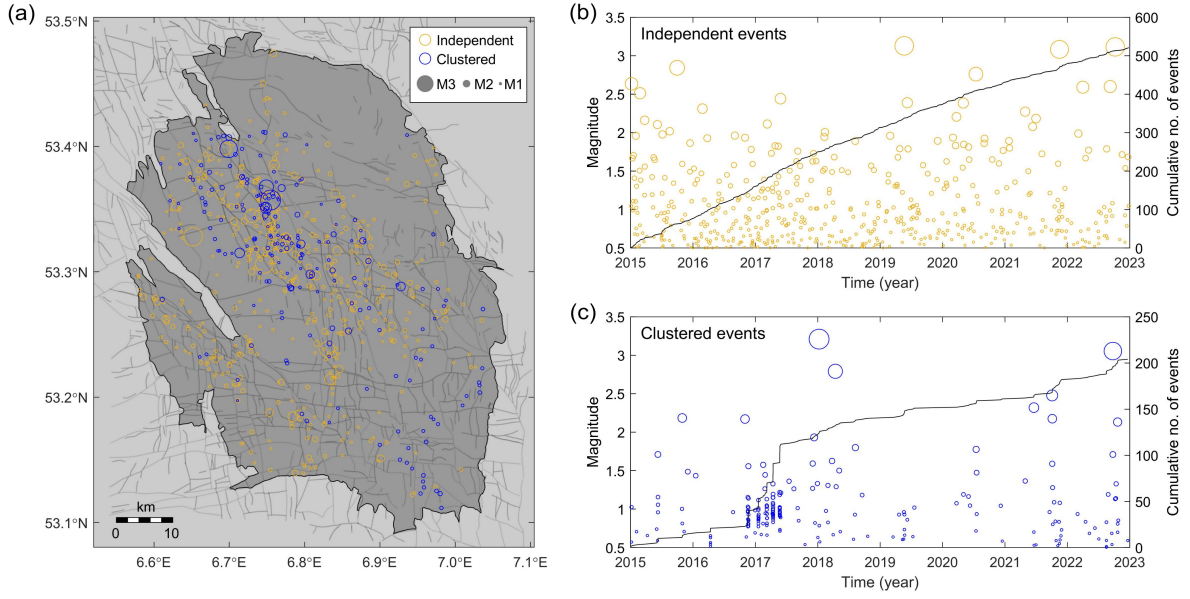 (a)
53.5°N
53.4°N
53.3°N
53.2°N
53.1°N
6.6°E 6.7°E 6.8°E 6.9°E 7.0°E 7.1°E
Independent
Clustered
M3 M2 M1
km
0 10
(b)
Independent events
Magnitude
3.5
3
2.5
2
1.5
1
0.5
600
500
400
300
200
100
0
Cumulative no. of events
2015 2016 2017 2018 2019 2020 2021 2022 2023
Time (year)
(c)
Clustered events
Magnitude
3.5
3
2.5
2
1.5
1
0.5
250
200
150
100
50
0
Cumulative no. of events
2015 2016 2017 2018 2019 2020 2021 2022 2023
Time (year)